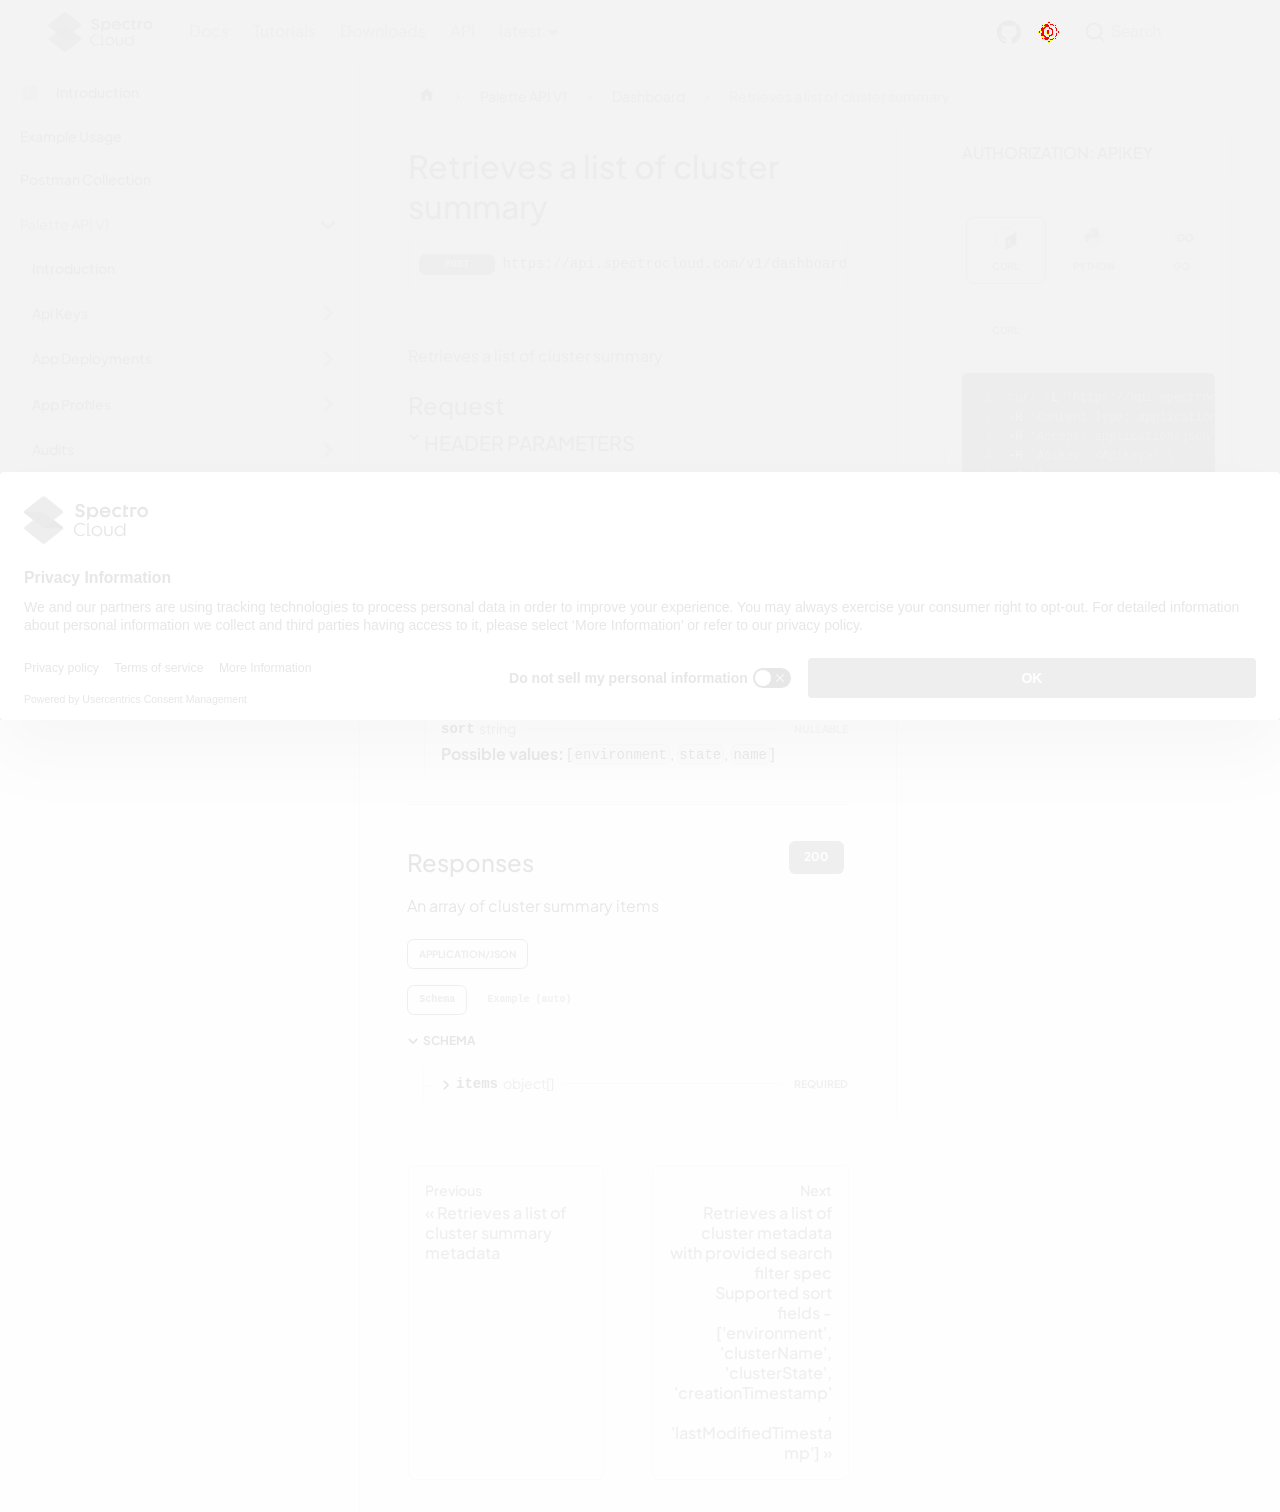 Spectro Cloud
Docs Tutorials Downloads API latest
Search
Introduction
Example Usage
Postman Collection
Palette API V1
Introduction
Api Keys
App Deployments
App Profiles
Audits
Palette API V1
Dashboard
Retrieves a list of cluster summary
Retrieves a list of cluster
summary
https://api.spectrocloud.com/v1/dashboard
Retrieves a list of cluster summary
Request
HEADER PARAMETERS
AUTHORIZATION: APIKEY
CURL
PYTHON
GO
CURL
Spectro
Cloud
Privacy Information
We and our partners are using tracking technologies to process personal data in order to improve your experience. You may always exercise your consumer right to opt-out. For detailed information
about personal information we collect and third parties having access to it, please select 'More Information' or refer to our privacy policy.
Privacy policy Terms of service More Information
Do not sell my personal information
OK
Powered by Usercentrics Consent Management
sort string NULLABLE
Possible values: [environment, state, name]
Responses
200
An array of cluster summary items
APPLICATION/JSON
Schema Example (auto)
SCHEMA
items object[] REQUIRED
Previous
« Retrieves a list of
cluster summary
metadata
Next
Retrieves a list of
cluster metadata
with provided search
filter spec
Supported sort
fields -
['environment',
'clusterName',
'clusterState',
'creationTimestamp'
,
'lastModifiedTimesta
mp'] »